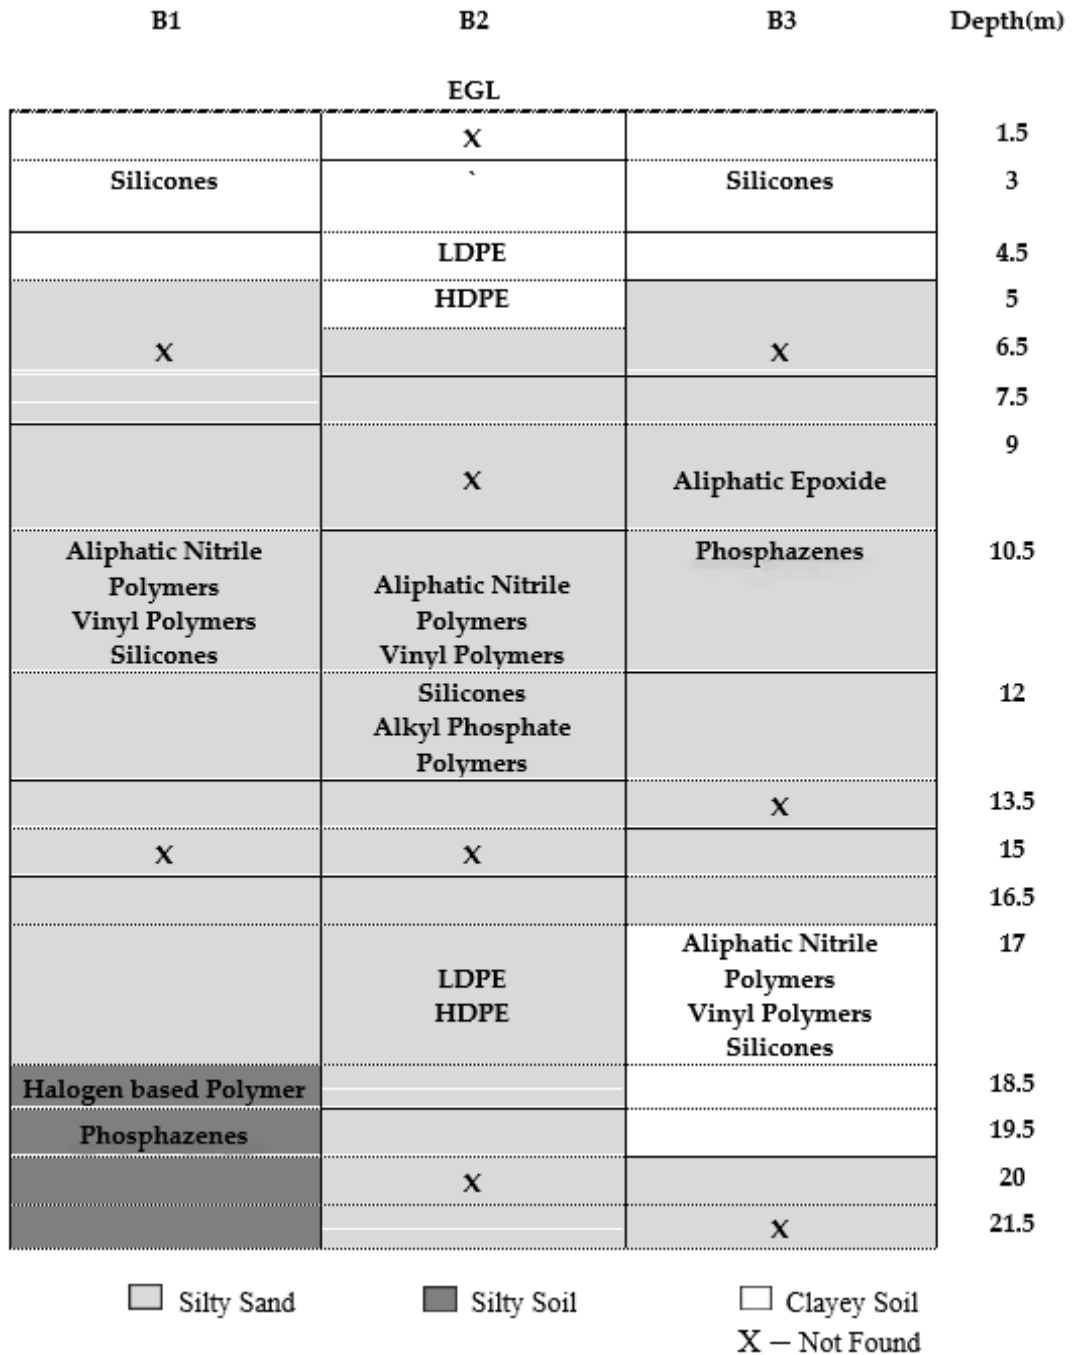 B1 B2 B3 Depth(m)
EGL
X 1.5
Silicones ` Silicones 3
LDPE 4.5
HDPE 5
X X 6.5
7.5
9
X Aliphatic Epoxide
Aliphatic Nitrile Phosphazenes 10.5
Polymers Aliphatic Nitrile
Vinyl Polymers Polymers
Silicones Vinyl Polymers
Silicones 12
Alkyl Phosphate
Polymers
X 13.5
X X 15
16.5
Aliphatic Nitrile 17
LDPE Polymers
HDPE Vinyl Polymers
Silicones
Halogen based Polymer 18.5
Phosphazenes 19.5
X 20
X 21.5
Silty Sand Silty Soil Clayey Soil
X – Not Found